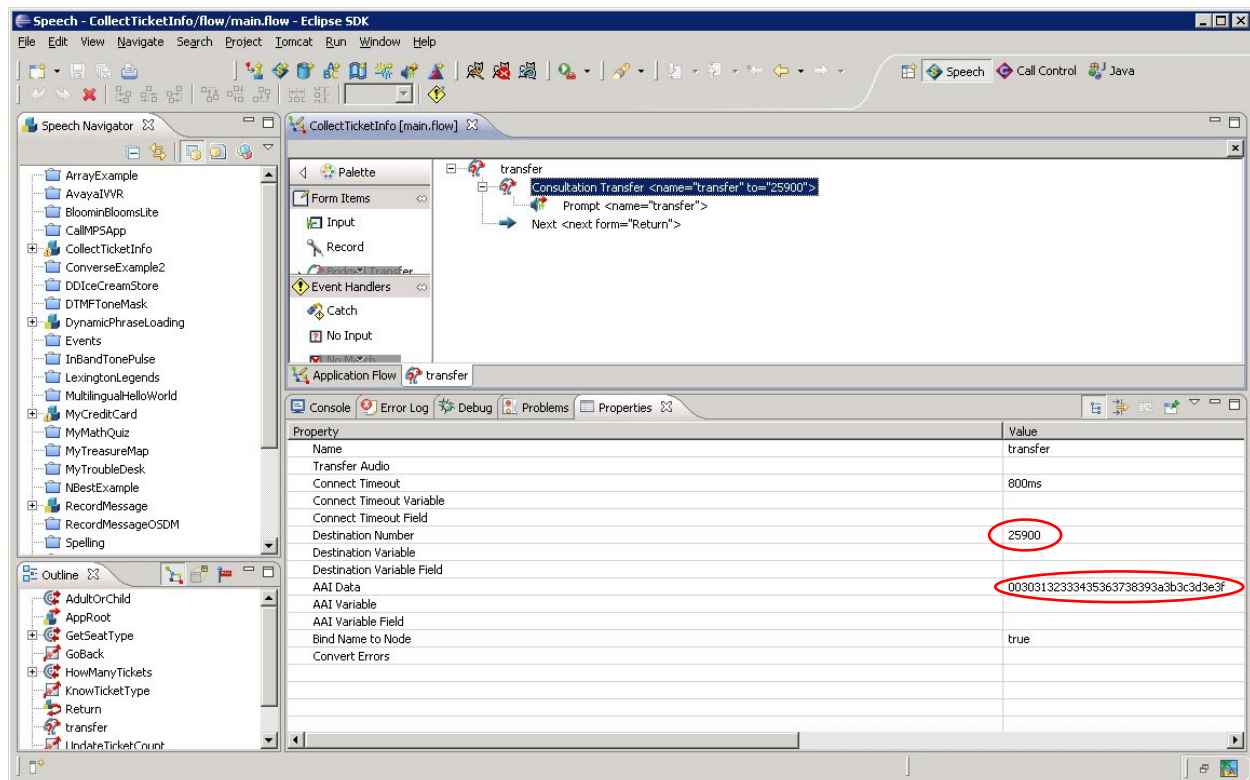 Speech - CollectTicketInfo/flow/main.flow - Eclipse SDK
File Edit View Navigate Search Project Tomcat Run Window Help
Speech Call Control Java
Speech Navigator
ArrayExample
AvayaIVVR
BloominBloomsLite
CallMPSApp
CollectTicketInfo
ConverseExample2
DDIceCreamStore
DTMFToneMask
DynamicPhraseLoading
Events
InBandTonePulse
LexingtonLegends
MultilingualHelloWorld
MyCreditCard
MyMathQuiz
MyTreasureMap
MyTroubleDesk
NBestExample
RecordMessage
RecordMessageOSDM
Spelling
Outline
AdultOrChild
AppRoot
GetSeatType
GoBack
HowManyTickets
KnowTicketType
Return
transfer
UpdateTicketCount
CollectTicketInfo [main.flow]
Palette
Form Items
Input
Record
Bridged Transfer
Event Handlers
Catch
No Input
No Match
transfer
Consultation Transfer <name="transfer" to="25900">
Prompt <name="transfer">
Next <next form="Return">
Application Flow transfer
Console Error Log Debug Problems Properties
Property Value
Name transfer
Transfer Audio
Connect Timeout 800ms
Connect Timeout Variable
Connect Timeout Field
Destination Number 25900
Destination Variable
Destination Variable Field
AAI Data 00303132333435363738393a3b3c3d3e3f
AAI Variable
AAI Variable Field
Bind Name to Node true
Convert Errors